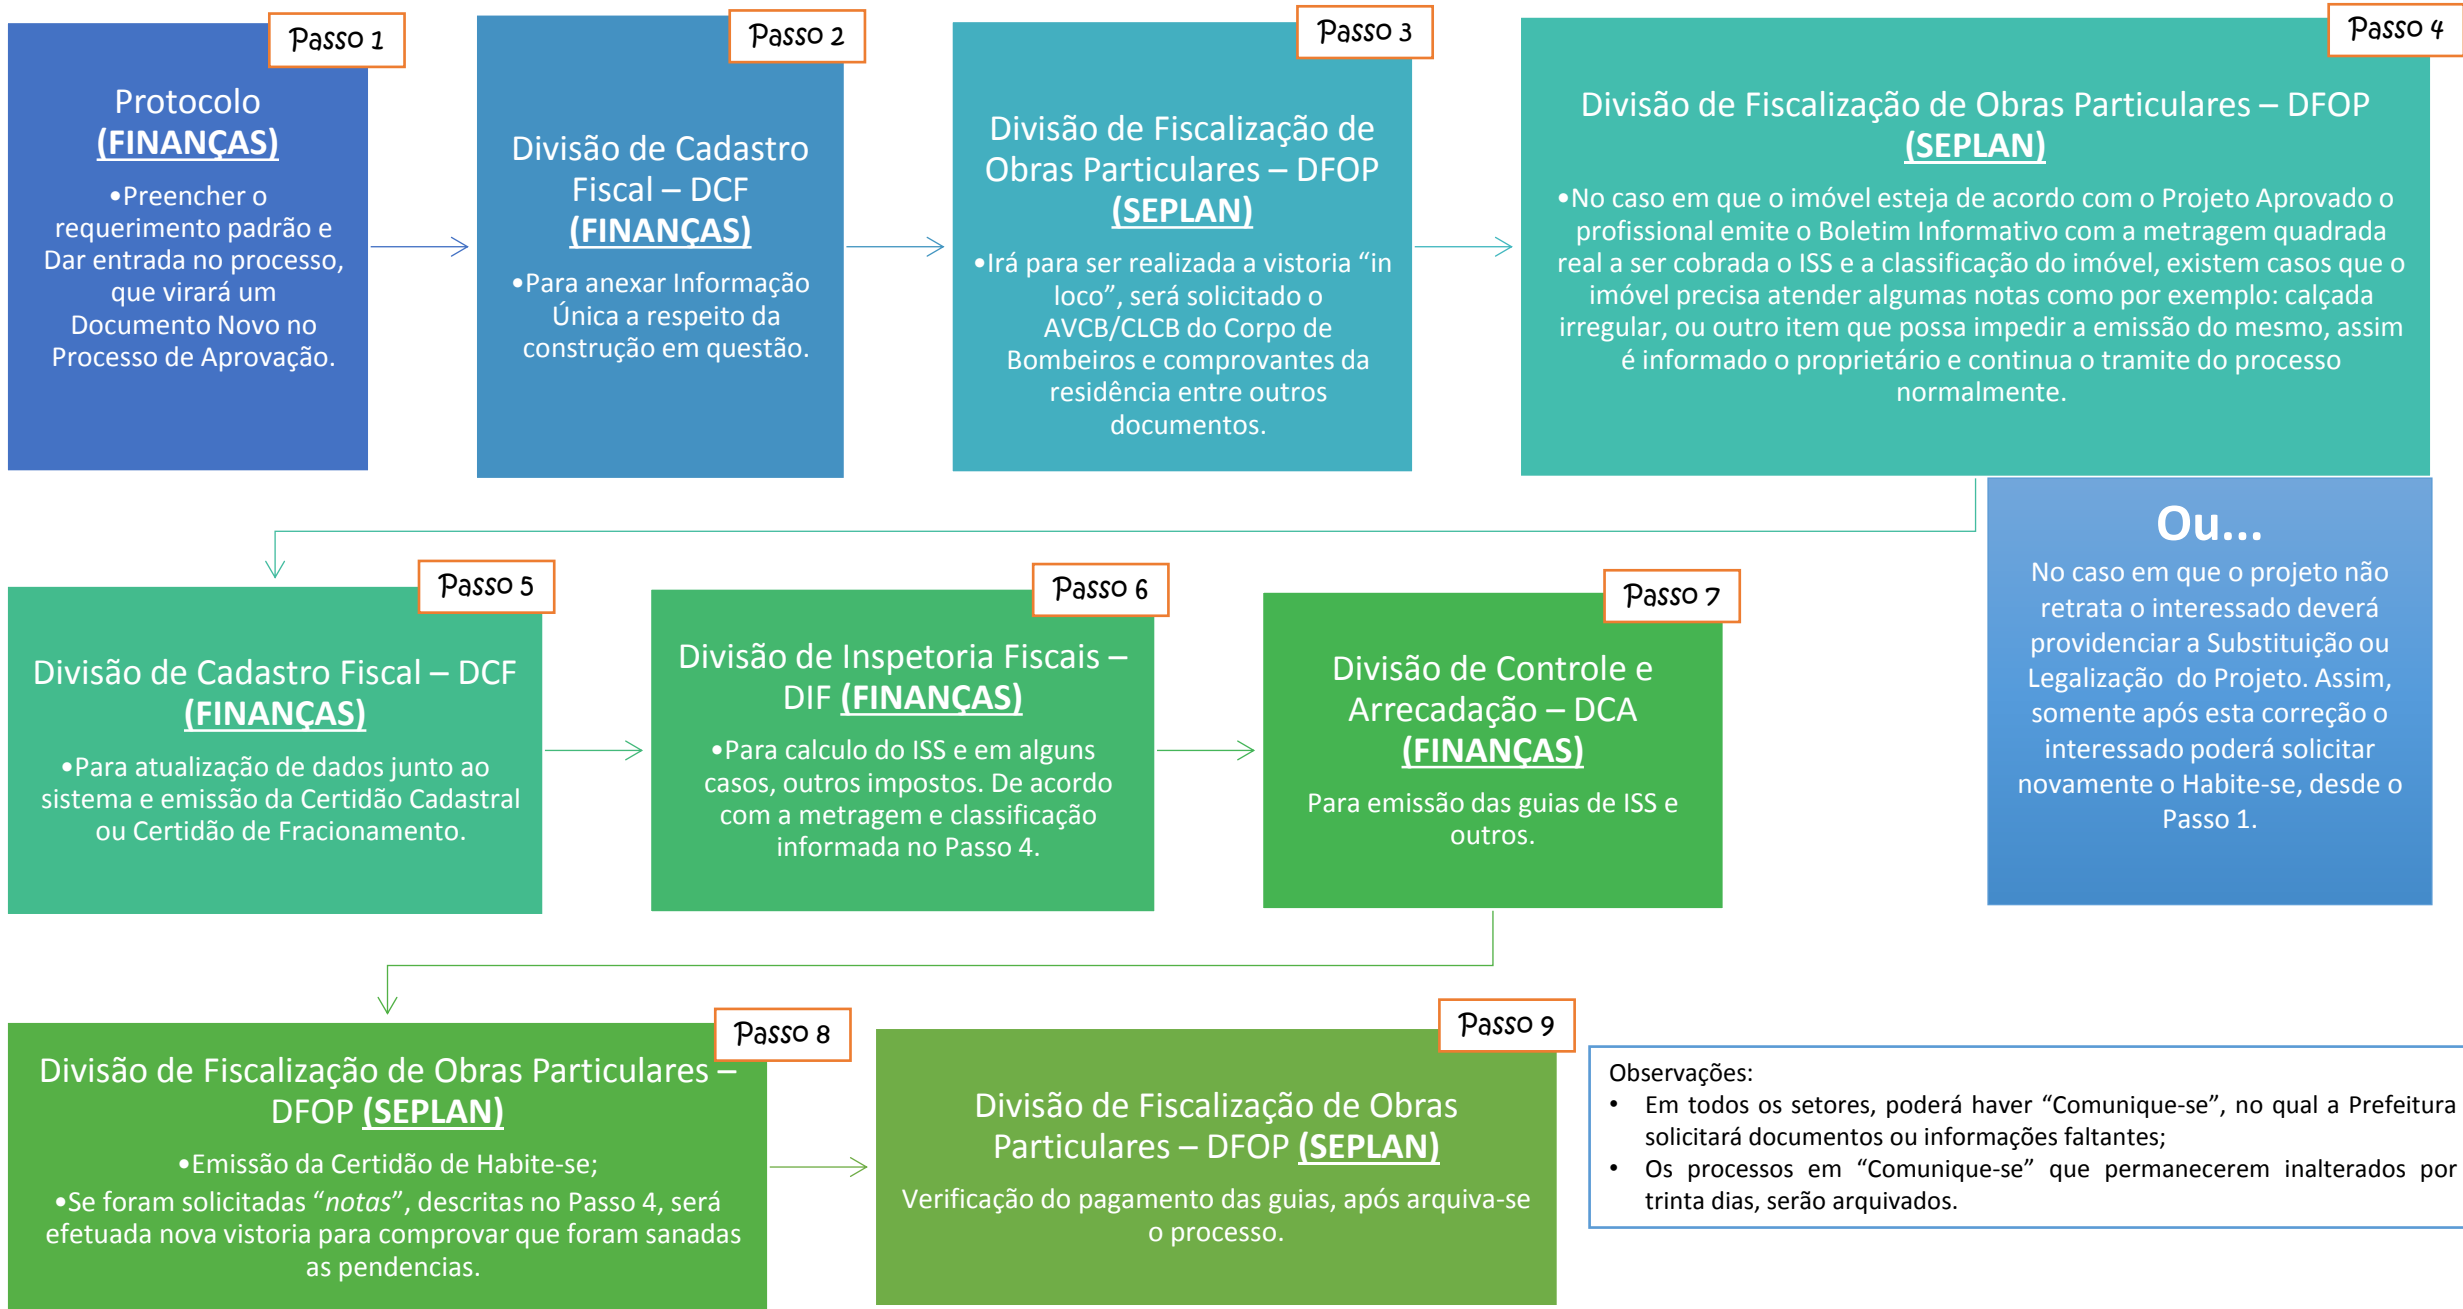 Passo 1
Protocolo
(FINANÇAS)
•Preencher o
requerimento padrão e
Dar entrada no processo,
que virará um
Documento Novo no
Processo de Aprovação.
Passo 2
Divisão de Cadastro
Fiscal – DCF
(FINANÇAS)
•Para anexar Informação
Única a respeito da
construção em questão.
Passo 3
Divisão de Fiscalização de
Obras Particulares – DFOP
(SEPLAN)
•Irá para ser realizada a vistoria “in
loco”, será solicitado o
AVCB/CLCB do Corpo de
Bombeiros e comprovantes da
residência entre outros
documentos.
Passo 4
Divisão de Fiscalização de Obras Particulares – DFOP
(SEPLAN)
•No caso em que o imóvel esteja de acordo com o Projeto Aprovado o
profissional emite o Boletim Informativo com a metragem quadrada
real a ser cobrada o ISS e a classificação do imóvel, existem casos que o
imóvel precisa atender algumas notas como por exemplo: calçada
irregular, ou outro item que possa impedir a emissão do mesmo, assim
é informado o proprietário e continua o tramite do processo
normalmente.
Ou...
No caso em que o projeto não
retrata o interessado deverá
providenciar a Substituição ou
Legalização do Projeto. Assim,
somente após esta correção o
interessado poderá solicitar
novamente o Habite-se, desde o
Passo 1.
Passo 5
Divisão de Cadastro Fiscal – DCF
(FINANÇAS)
•Para atualização de dados junto ao
sistema e emissão da Certidão Cadastral
ou Certidão de Fracionamento.
Passo 6
Divisão de Inspetoria Fiscais –
DIF (FINANÇAS)
•Para calculo do ISS e em alguns
casos, outros impostos. De acordo
com a metragem e classificação
informada no Passo 4.
Passo 7
Divisão de Controle e
Arrecadação – DCA
(FINANÇAS)
Para emissão das guias de ISS e
outros.
Passo 8
Divisão de Fiscalização de Obras Particulares –
DFOP (SEPLAN)
•Emissão da Certidão de Habite-se;
•Se foram solicitadas “notas”, descritas no Passo 4, será
efetuada nova vistoria para comprovar que foram sanadas
as pendencias.
Passo 9
Divisão de Fiscalização de Obras
Particulares – DFOP (SEPLAN)
Verificação do pagamento das guias, após arquiva-se
o processo.
Observações:
• Em todos os setores, poderá haver “Comunique-se”, no qual a Prefeitura
solicitará documentos ou informações faltantes;
• Os processos em “Comunique-se” que permanecerem inalterados por
trinta dias, serão arquivados.